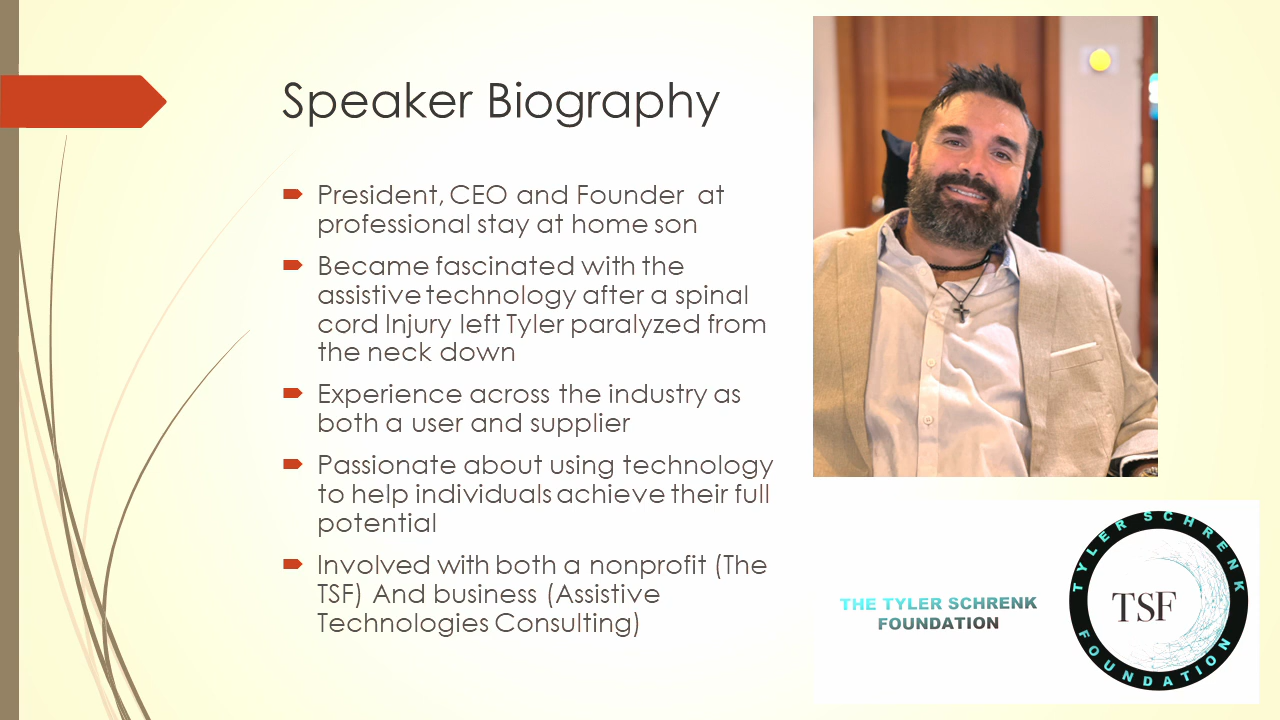 Speaker Biography
President, CEO and Founder at
professional stay at home son
Became fascinated with the
assistive technology after a spinal
cord Injury left Tyler paralyzed from
the neck down
Experience across the industry as
both a user and supplier
Passionate about using technology
to help individuals achieve their full
potential
Involved with both a nonprofit (The
TSF) And business (Assistive
Technologies Consulting)
THE TYLER SCHRENK
FOUNDATION
TYLER SCHRENK
TSF
FOUNDATION